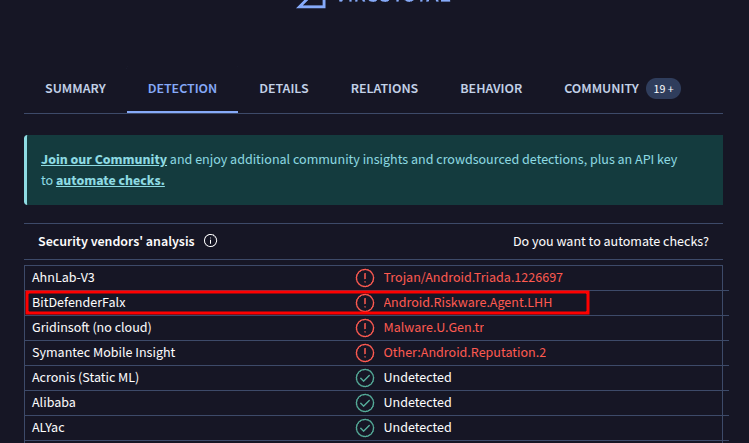 VIRUSTOTAL
SUMMARY DETECTION DETAILS RELATIONS BEHAVIOR COMMUNITY 19 +
Join our Community and enjoy additional community insights and crowdsourced detections, plus an API key
to automate checks.
Security vendors' analysis Do you want to automate checks?
AhnLab-V3 Trojan/Android.Triada.1226697
BitDefenderFalx Android.Riskware.Agent.LHH
Gridinsoft (no cloud) Malware.U.Gen.tr
Symantec Mobile Insight Other:Android.Reputation.2
Acronis (Static ML) Undetected
Alibaba Undetected
ALYac Undetected